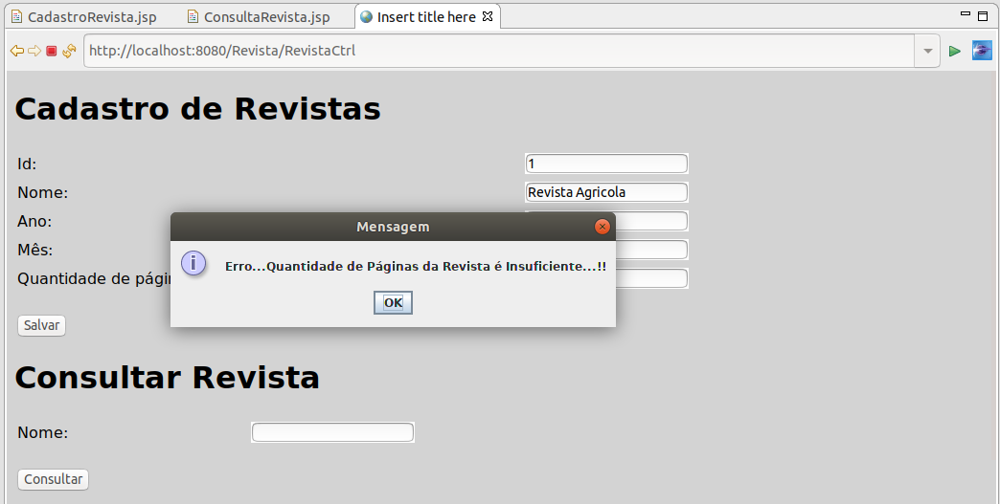 CadastroRevista.jsp ConsultaRevista.jsp Insert title here
http://localhost:8080/Revista/RevistaCtrl
Cadastro de Revistas
Id: 1
Nome: Revista Agricola
Ano:
Mensagem
Mês:
Erro...Quantidade de Páginas da Revista é Insuficiente...!!
Quantidade de págin
OK
Salvar
Consultar Revista
Nome:
Consultar